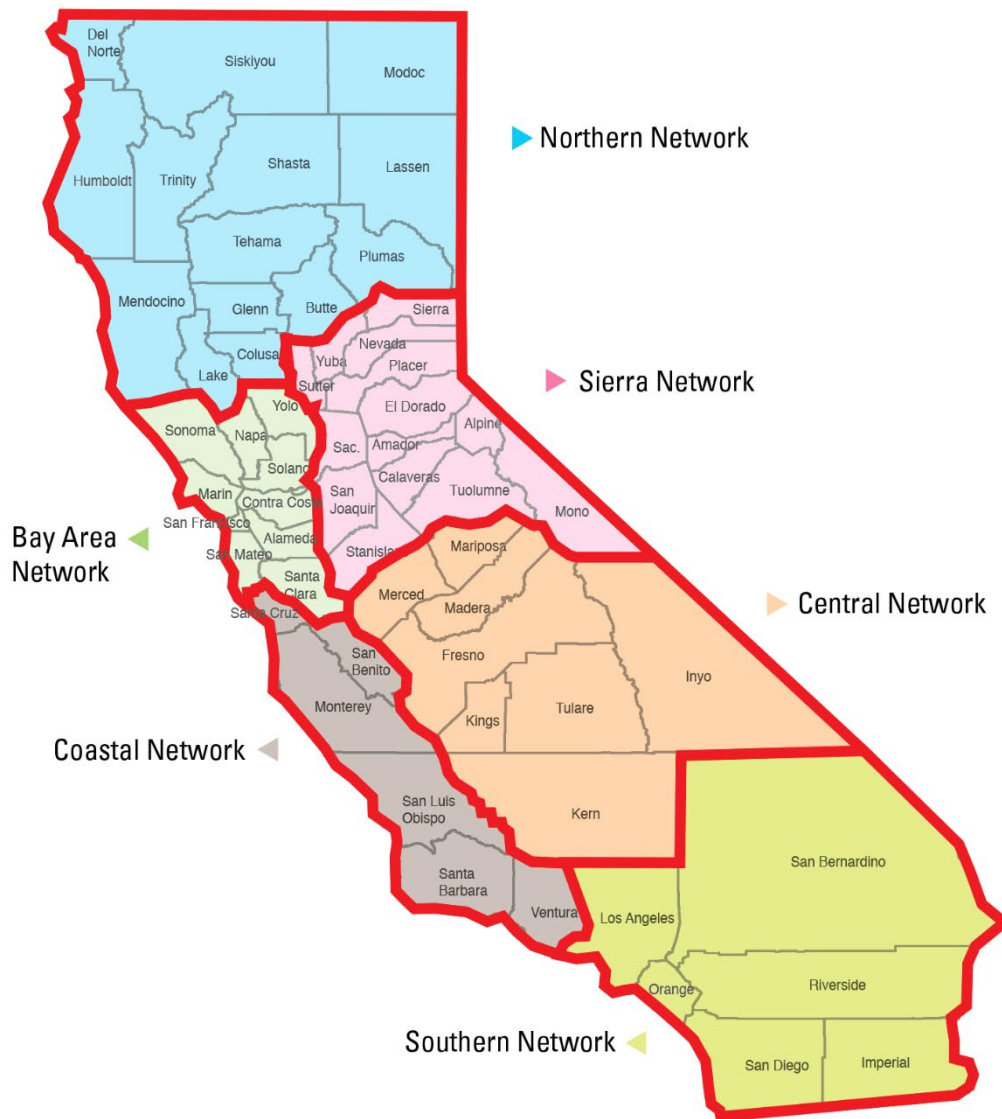 Del
Norte
Siskiyou
Modoc
Northern Network
Humboldt
Trinity
Shasta
Lassen
Tehama
Plumas
Mendocino
Glenn
Butte
Colusa
Lake
Sierra
Nevada
Yuba
Placer
Sutter
El Dorado
Sierra Network
Alpine
Sac.
Amador
Calaveras
San
Joaquin
Tuolumne
Mono
Stanislau
Yolo
Sonoma
Napa
Solano
Marin
Contra Costa
San Francisco
Alameda
San Mateo
Santa
Clara
Bay Area
Network
Mariposa
Merced
Madera
Central Network
Fresno
Inyo
Kings
Tulare
Kern
Santa Cruz
San
Benito
Monterey
Coastal Network
San Luis
Obispo
Santa
Barbara
Ventura
San Bernardino
Los Angeles
Orange
Riverside
Southern Network
San Diego
Imperial